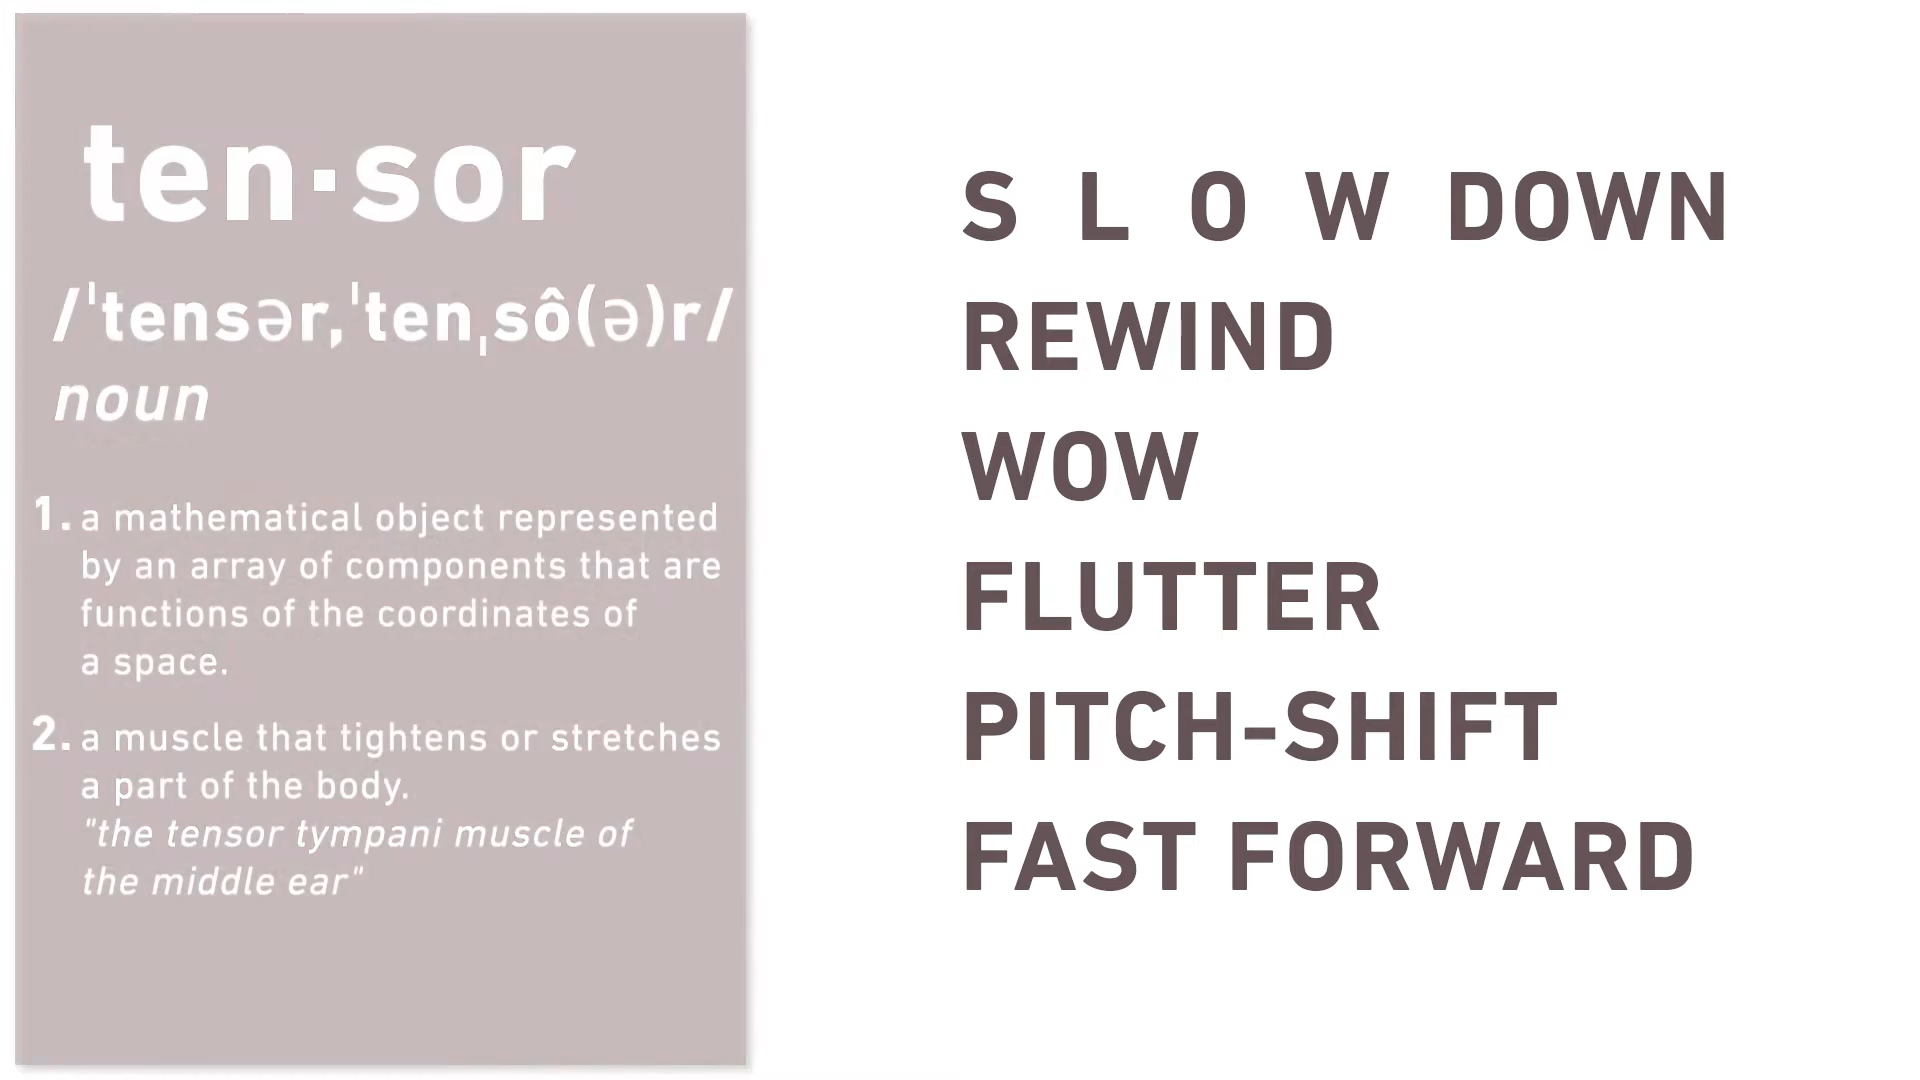 ten·sor
/ˈtensər,ˈtenˌsô(ə)r/
noun
1. a mathematical object represented
by an array of components that are
functions of the coordinates of
a space.
2. a muscle that tightens or stretches
a part of the body.
"the tensor tympani muscle of
the middle ear"
S L O W DOWN
REWIND
WOW
FLUTTER
PITCH-SHIFT
FAST FORWARD